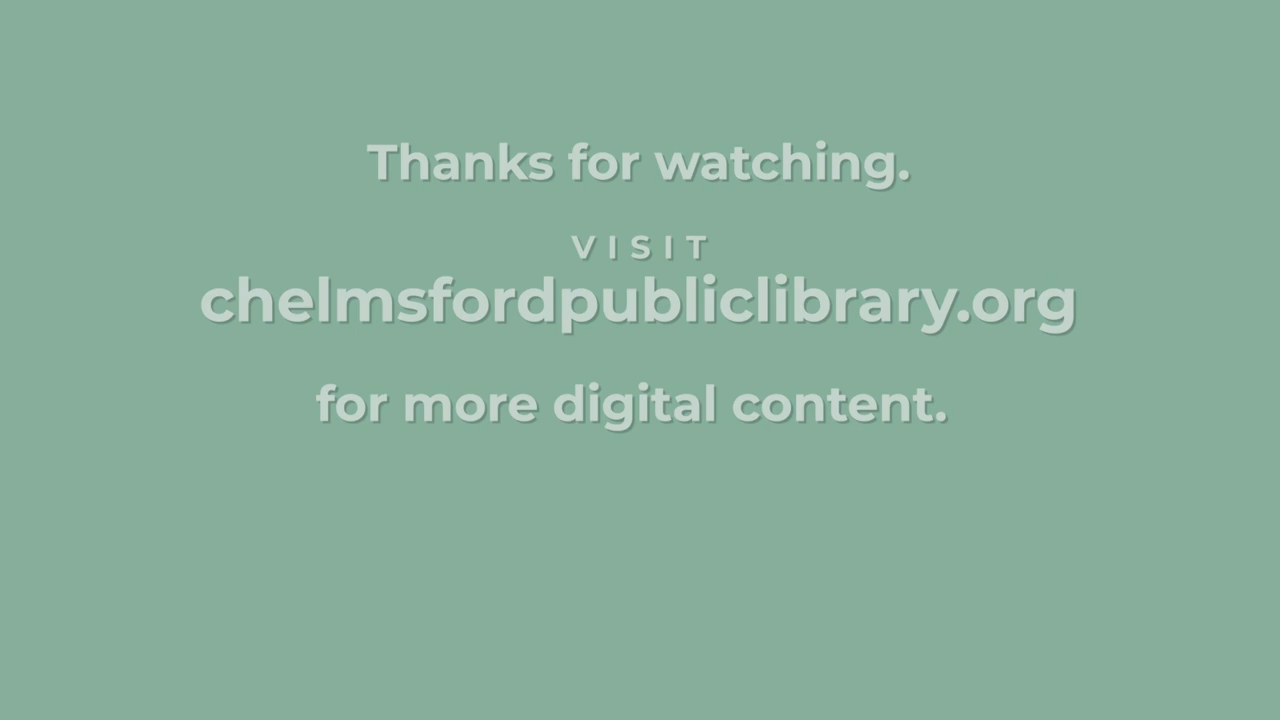 Thanks for watching.
VISIT
chelmsfordpubliclibrary.org
for more digital content.